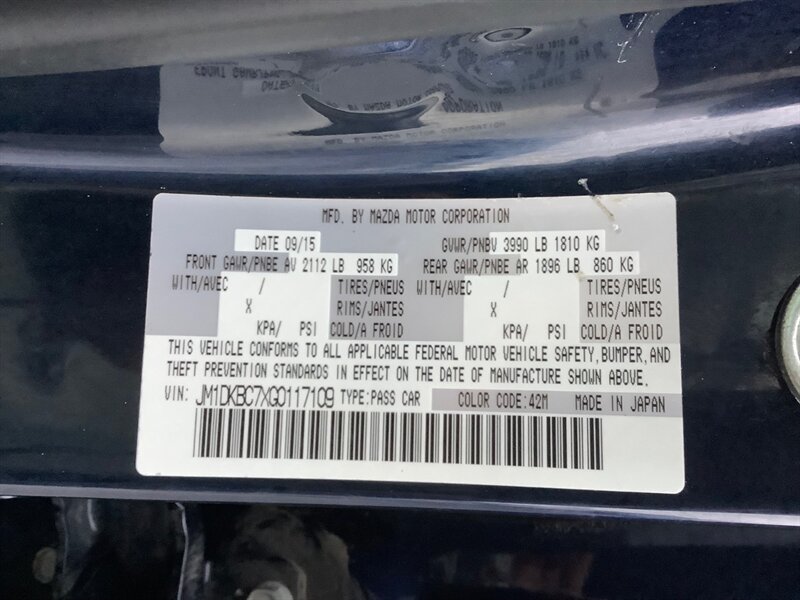 MFD. BY MAZDA MOTOR CORPORATION
DATE 09/15 GVWR/PNBV 3990 LB 1810 KG
FRONT GAWR/PNBE AV 2112 LB 958 KG REAR GAWR/PNBE AR 1896 LB 860 KG
WITH/AVEC / TIRES/PNEUS WITH/AVEC / TIRES/PNEUS
X RIMS/JANTES X RIMS/JANTES
KPA/ PSI COLD/A FROID KPA/ PSI COLD/A FROID
THIS VEHICLE CONFORMS TO ALL APPLICABLE FEDERAL MOTOR VEHICLE SAFETY, BUMPER, AND
THEFT PREVENTION STANDARDS IN EFFECT ON THE DATE OF MANUFACTURE SHOWN ABOVE.
VIN: JM1DKBC7XG0117109 TYPE:PASS CAR COLOR CODE:42M MADE IN JAPAN